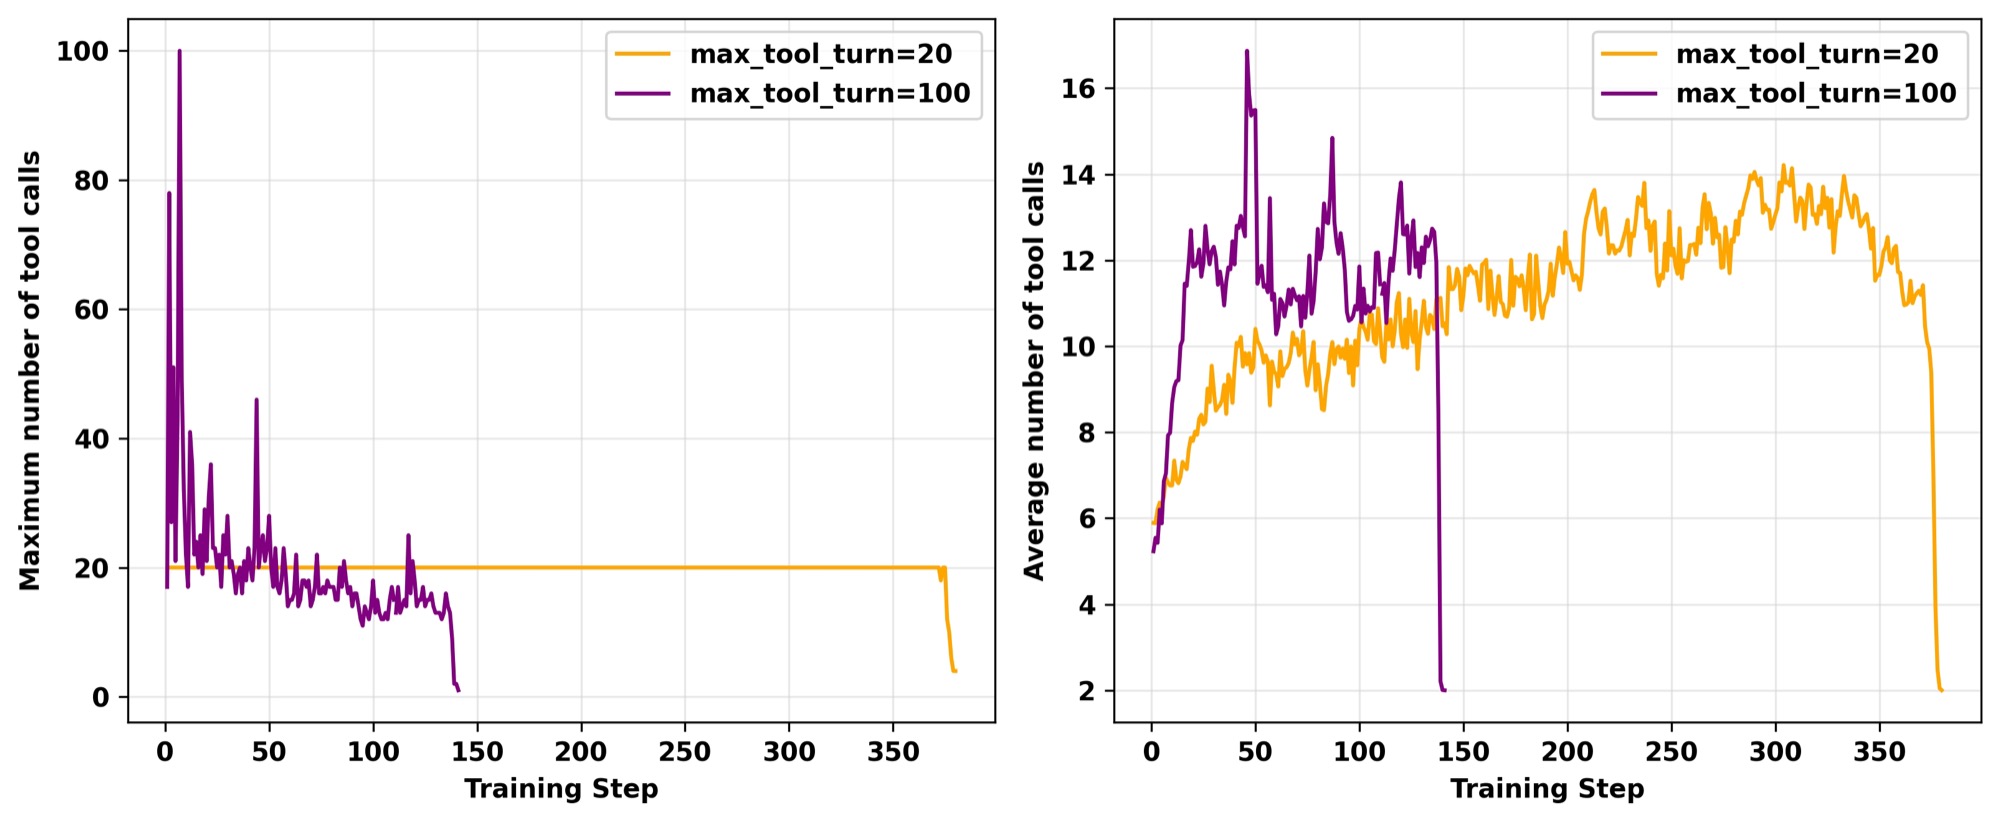 Maximum number of tool calls
100
80
60
40
20
0
0 50 100 150 200 250 300 350
Training Step
max_tool_turn=20
max_tool_turn=100
Average number of tool calls
16
14
12
10
8
6
4
2
0 50 100 150 200 250 300 350
Training Step
max_tool_turn=20
max_tool_turn=100